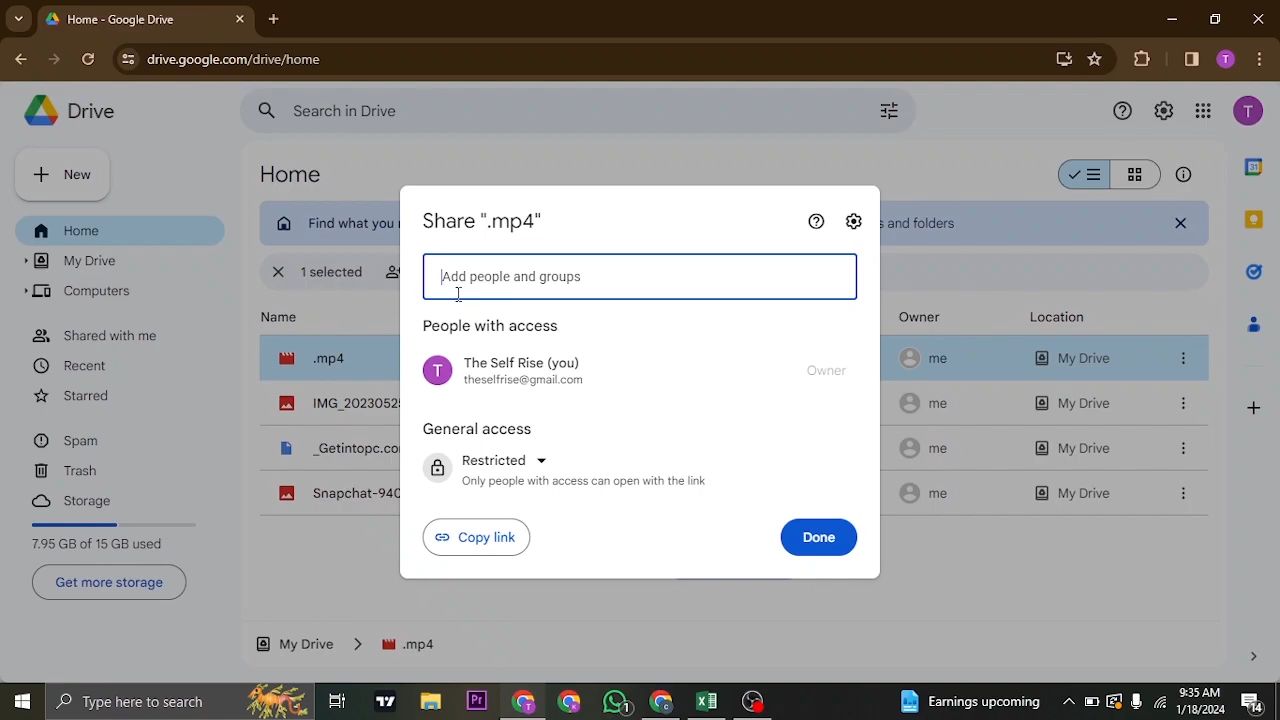 Home - Google Drive
drive.google.com/drive/home
T
Drive
Search in Drive
T
New
Home
Home
My Drive
Computers
Shared with me
Recent
Starred
Spam
Trash
Storage
7.95 GB of 15 GB used
Get more storage
Find what you
s and folders
1 selected
Name
Owner
Location
.mp4
me
My Drive
IMG_2023052
me
My Drive
_Getintopc.co
me
My Drive
Snapchat-940
me
My Drive
Share ".mp4"
Add people and groups
People with access
T
The Self Rise (you)
theselfrise@gmail.com
Owner
General access
Restricted
Only people with access can open with the link
Copy link
Done
My Drive
.mp4
31
Type here to search
Pr
1
Earnings upcoming
9:35 AM
1/18/2024
14